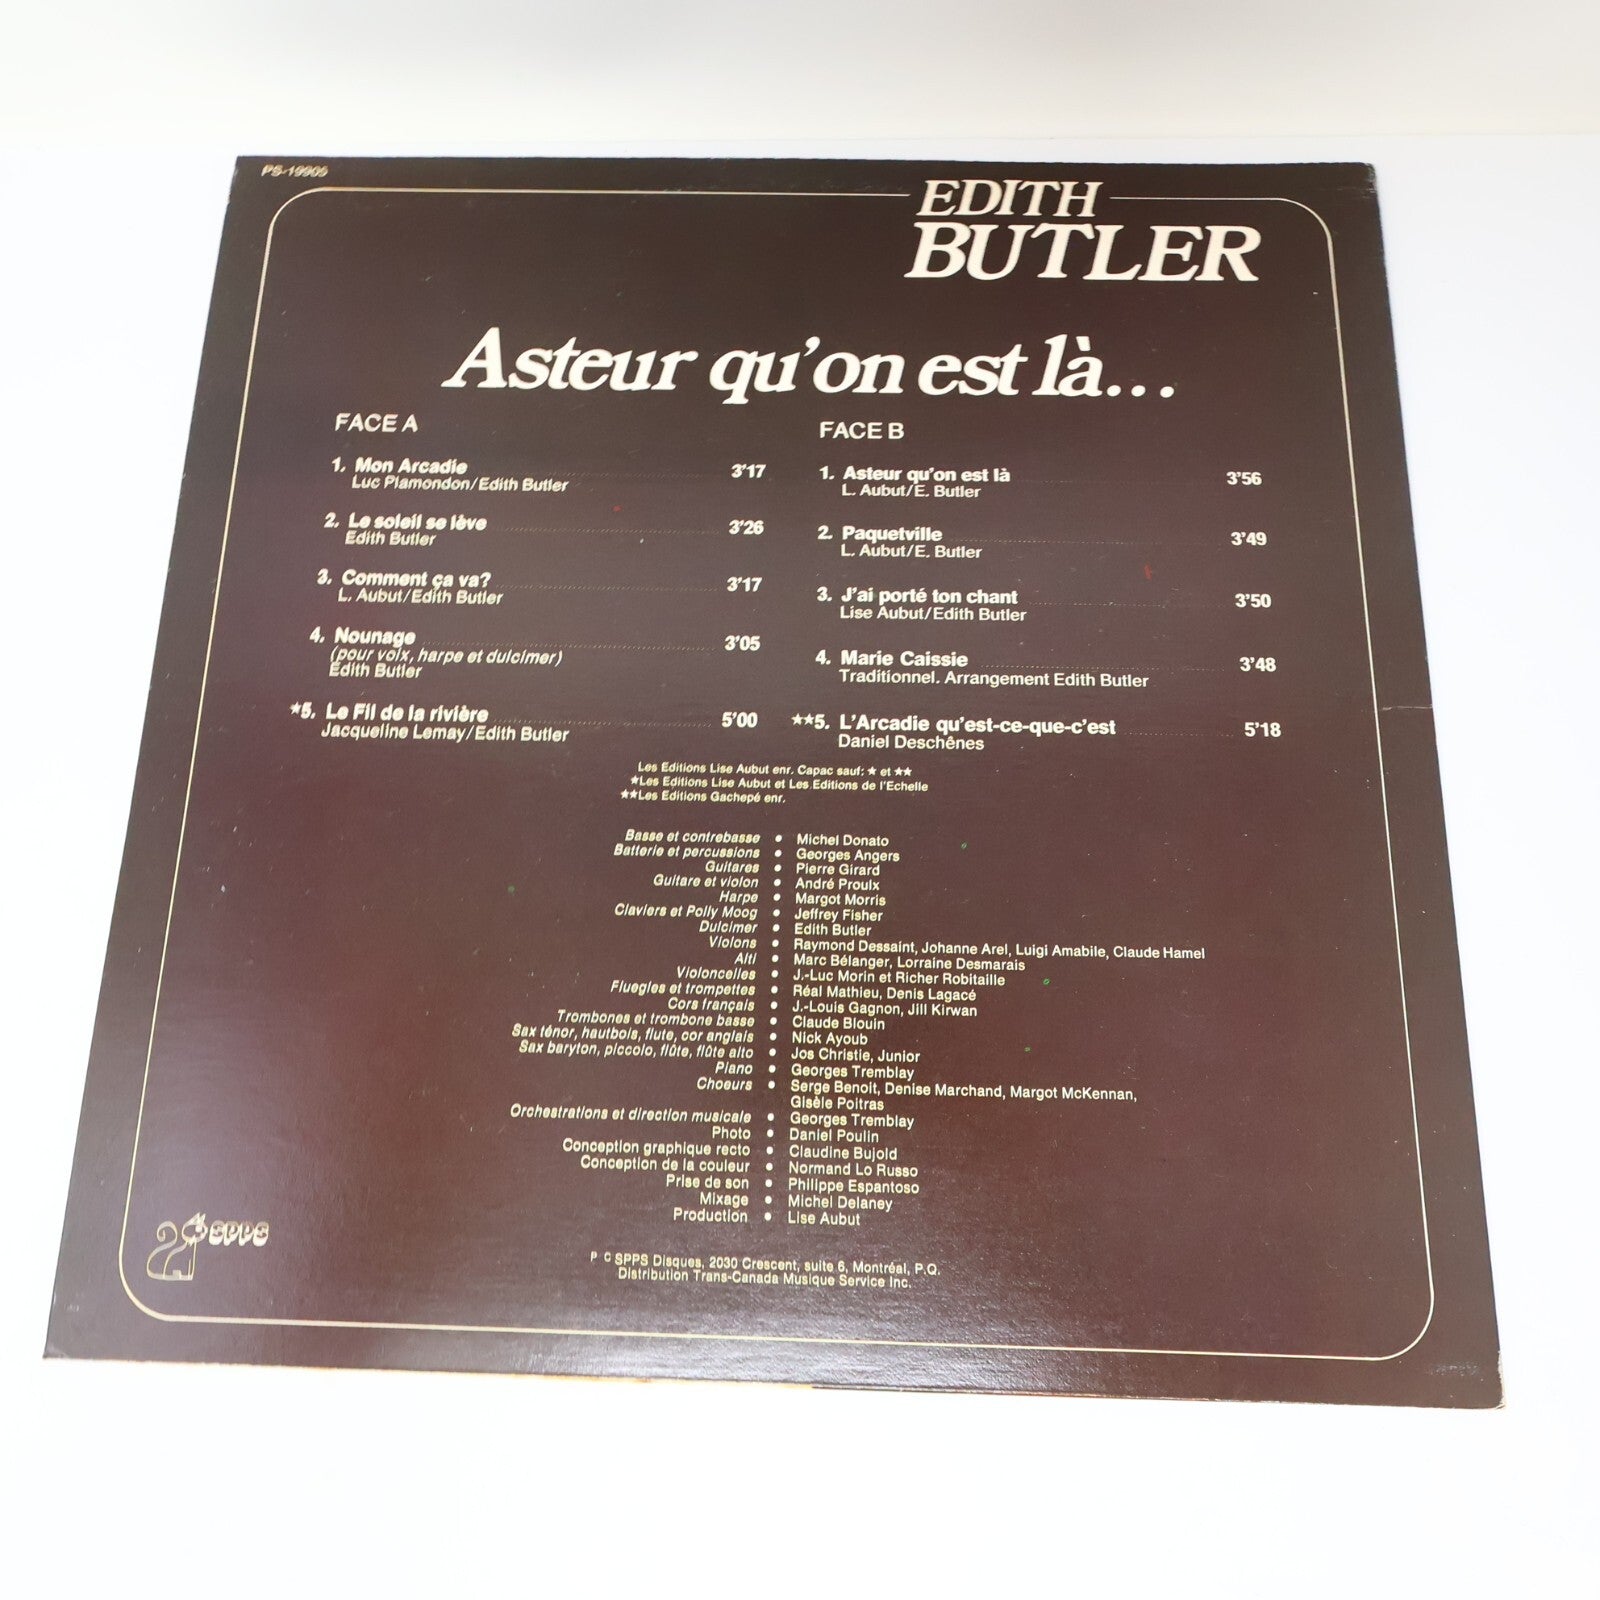 PS-19905
EDITH
BUTLER
Asteur qu'on est là...
FACE A
1. Mon Arcadie 3'17
Luc Plamondon/Edith Butler
2. Le soleil se lève 3'26
Edith Butler
3. Comment ça va? 3'17
L. Aubut/Edith Butler
4. Nounage 3'05
(pour voix, harpe et dulcimer)
Edith Butler
★5. Le Fil de la rivière 5'00
Jacqueline Lemay/Edith Butler
FACE B
1. Asteur qu'on est là 3'56
L. Aubut/E. Butler
2. Paquetville 3'49
L. Aubut/E. Butler
3. J'ai porté ton chant 3'50
Lise Aubut/Edith Butler
4. Marie Caissie 3'48
Traditionnel. Arrangement Edith Butler
★★5. L'Arcadie qu'est-ce-que-c'est 5'18
Daniel Deschênes
Les Editions Lise Aubut enr. Capac sauf: ★ et ★★
★Les Editions Lise Aubut et Les Editions de l'Echelle
★★Les Editions Gachepé enr.
Basse et contrebasse • Michel Donato
Batterie et percussions • Georges Angers
Guitares • Pierre Girard
Guitare et violon • André Proulx
Harpe • Margot Morris
Claviers et Polly Moog • Jeffrey Fisher
Dulcimer • Edith Butler
Violons • Raymond Dessaint, Johanne Arel, Luigi Amabile, Claude Hamel
Alti • Marc Bélanger, Lorraine Desmarais
Violoncelles • J.-Luc Morin et Richer Robitaille
Fluegles et trompettes • Réal Mathieu, Denis Lagacé
Cors français • J.-Louis Gagnon, Jill Kirwan
Trombones et trombone basse • Claude Blouin
Sax ténor, hautbois, flute, cor anglais • Nick Ayoub
Sax baryton, piccolo, flûte, flûte alto • Jos Christie, Junior
Piano • Georges Tremblay
Choeurs • Serge Benoit, Denise Marchand, Margot McKennan,
Gisèle Poitras
Orchestrations et direction musicale • Georges Tremblay
Photo • Daniel Poulin
Conception graphique recto • Claudine Bujold
Conception de la couleur • Normand Lo Russo
Prise de son • Philippe Espantoso
Mixage • Michel Delaney
Production • Lise Aubut
SPPS
P C SPPS Disques, 2030 Crescent, suite 6, Montréal, P.Q.
Distribution Trans-Canada Musique Service Inc.